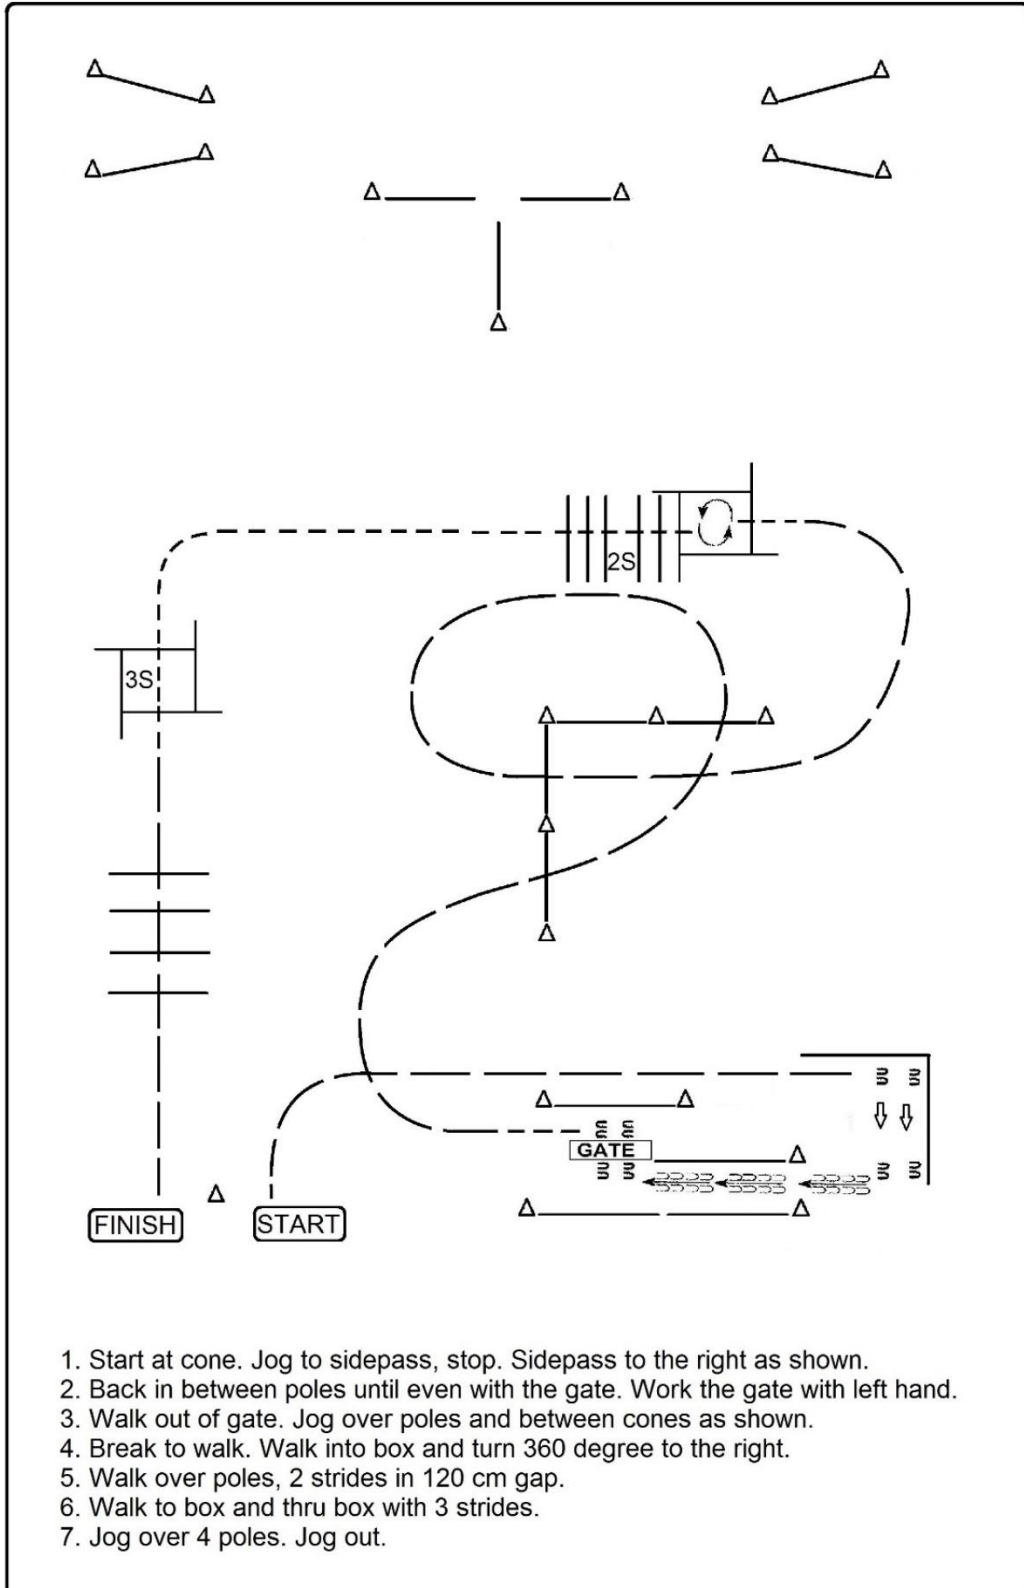 2S
3S
GATE
FINISH
START
1. Start at cone. Jog to sidepass, stop. Sidepass to the right as shown.
2. Back in between poles until even with the gate. Work the gate with left hand.
3. Walk out of gate. Jog over poles and between cones as shown.
4. Break to walk. Walk into box and turn 360 degree to the right.
5. Walk over poles, 2 strides in 120 cm gap.
6. Walk to box and thru box with 3 strides.
7. Jog over 4 poles. Jog out.